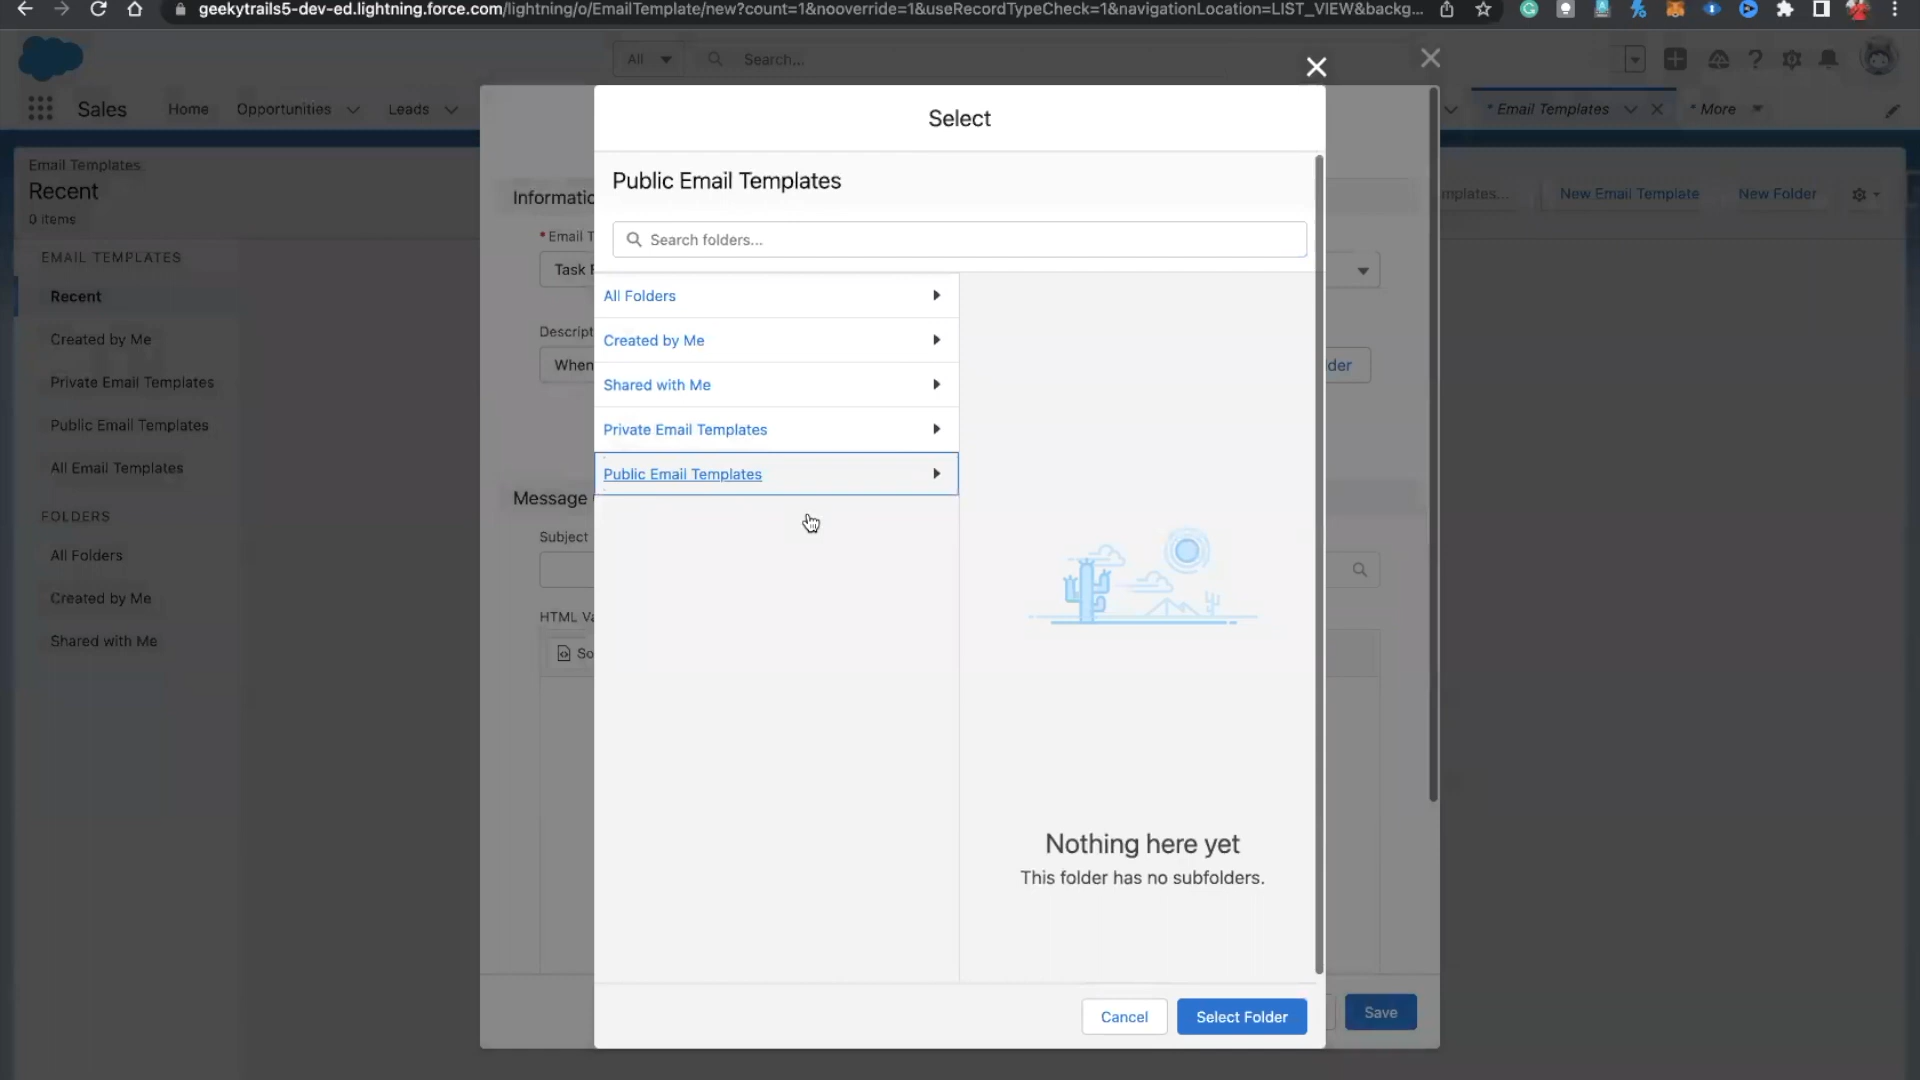 geekytrails5-dev-ed.lightning.force.com/lightning/o/EmailTemplate/new?count=1&nooverride=1&useRecordTypeCheck=1&navigationLocation=LIST_VIEW&backg...
All
Search...
Sales
Home
Opportunities
Leads
* Email Templates
* More
Email Templates
Recent
0 items
mplates...
New Email Template
New Folder
EMAIL TEMPLATES
Recent
Created by Me
Private Email Templates
Public Email Templates
All Email Templates
FOLDERS
All Folders
Created by Me
Shared with Me
Informatio
* Email T
Task
Descript
When
der
Message
Subject
HTML Va
So
Save
Select
Public Email Templates
Search folders...
All Folders
Created by Me
Shared with Me
Private Email Templates
Public Email Templates
Nothing here yet
This folder has no subfolders.
Cancel
Select Folder